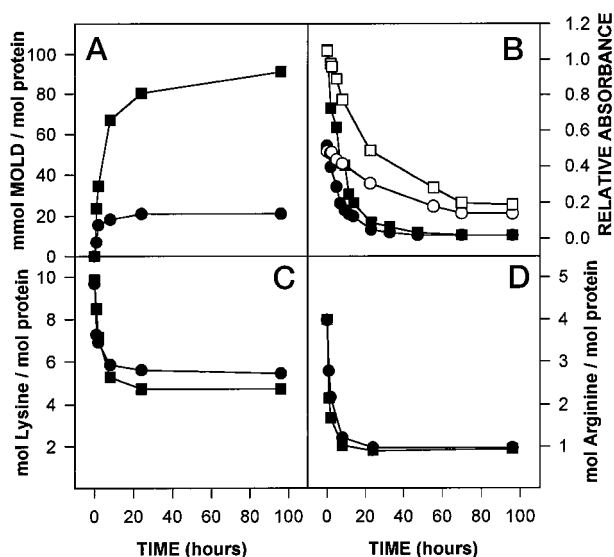 A
B
mmol MOLD / mol protein
100
80
60
40
20
0
1.2
1.0
0.8
0.6
0.4
0.2
0.0
RELATIVE ABSORBANCE
C
D
mol Lysine / mol protein
10
8
6
4
2
5
4
3
2
1
mol Arginine / mol protein
0 20 40 60 80 100
0 20 40 60 80 100
TIME (hours)
TIME (hours)